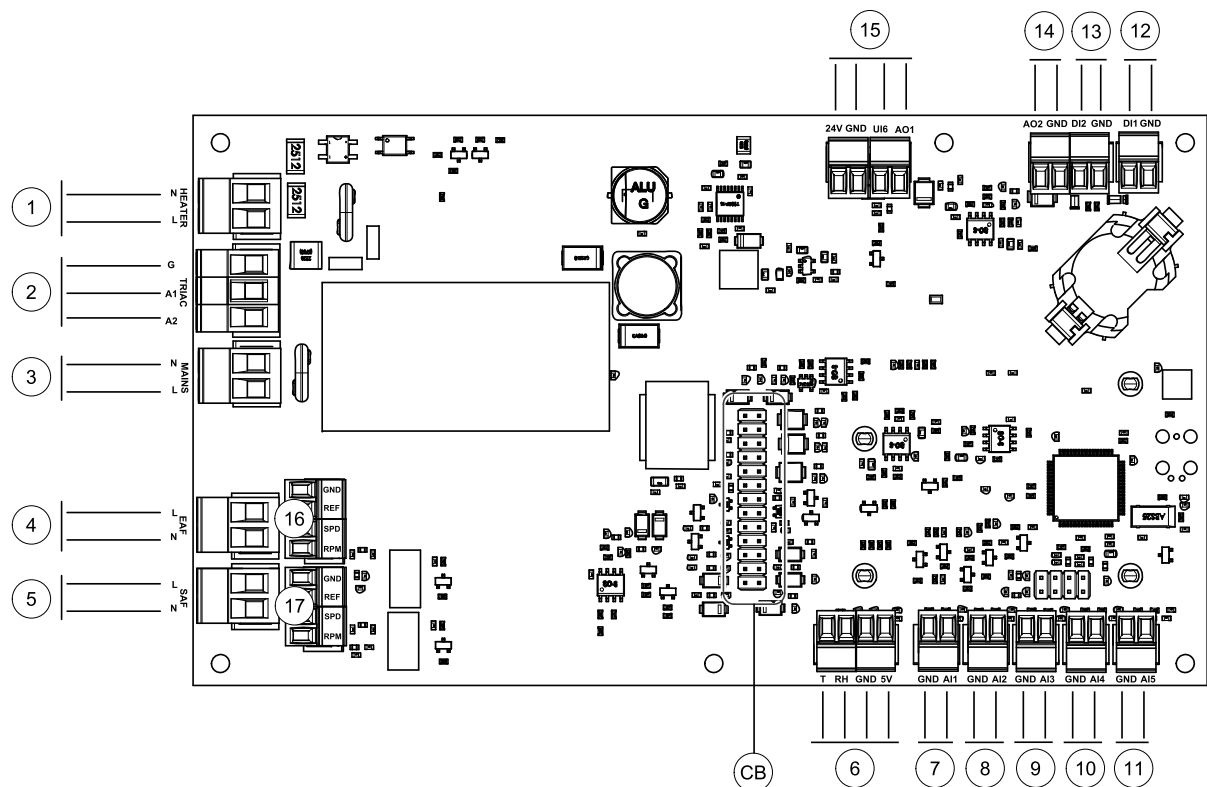 15
14 13 12
24V GND UI6 AO1
AO2 GND DI2 GND DI1 GND
2512
2512
ALU
G
1
N
L
HEATER
2
G
A1
A2
TRIAC
3
N
L
MAINS
4
L
N
EAF
16
GND
REF
SPD
RPM
5
L
N
SAF
17
GND
REF
SPD
RPM
T RH GND 5V GND AI1 GND AI2 GND AI3 GND AI4 GND AI5
CB
6 7 8 9 10 11